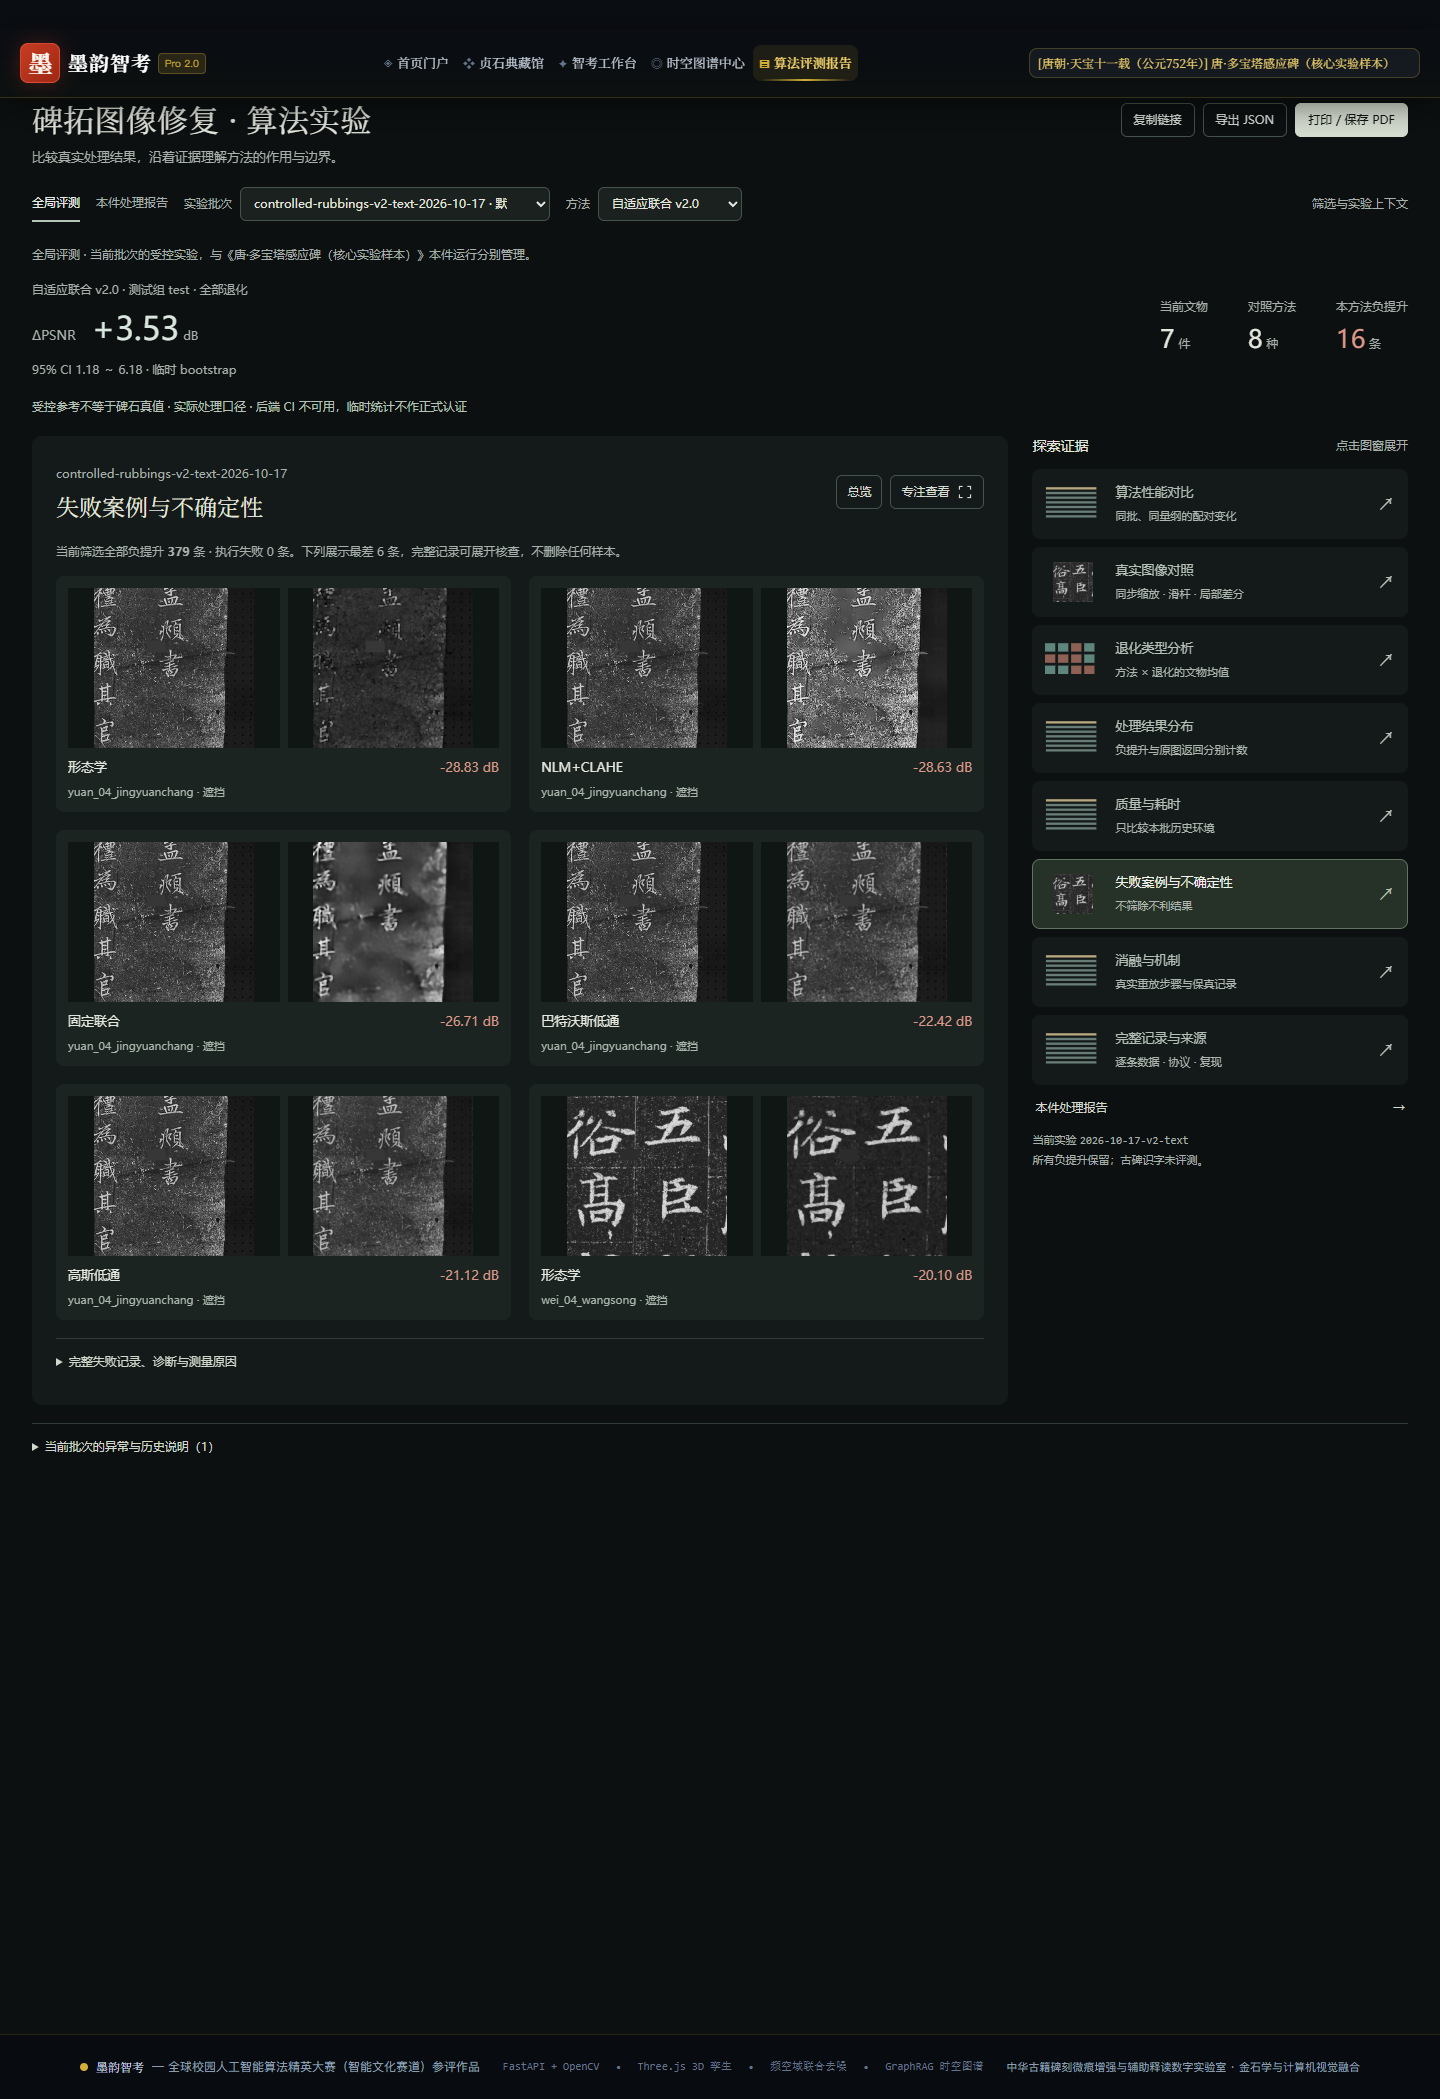 墨 墨韵智考 Pro 2.0
首页门户 贞石典藏馆 智考工作台 时空图谱中心 算法评测报告
[唐朝·天宝十一载（公元752年）] 唐·多宝塔感应碑（核心实验样本）
碑拓图像修复 · 算法实验
复制链接 导出 JSON 打印 / 保存 PDF
比较真实处理结果，沿着证据理解方法的作用与边界。
全局评测 本件处理报告 实验批次 controlled-rubbings-v2-text-2026-10-17 · 默 方法 自适应联合 v2.0 筛选与实验上下文
全局评测 · 当前批次的受控实验，与《唐·多宝塔感应碑（核心实验样本）》本件运行分别管理。
自适应联合 v2.0 · 测试组 test · 全部退化
ΔPSNR +3.53 dB
95% CI 1.18 ～ 6.18 · 临时 bootstrap
当前文物 对照方法 本方法负提升
7 件 8 种 16 条
受控参考不等于碑石真值 · 实际处理口径 · 后端 CI 不可用，临时统计不作正式认证
controlled-rubbings-v2-text-2026-10-17
失败案例与不确定性
总览 专注查看
当前筛选全部负提升 379 条 · 执行失败 0 条。下列展示最差 6 条，完整记录可展开核查，不删除任何样本。
形态学 -28.83 dB
yuan_04_jingyuanchang · 遮挡
NLM+CLAHE -28.63 dB
yuan_04_jingyuanchang · 遮挡
固定联合 -26.71 dB
yuan_04_jingyuanchang · 遮挡
巴特沃斯低通 -22.42 dB
yuan_04_jingyuanchang · 遮挡
高斯低通 -21.12 dB
yuan_04_jingyuanchang · 遮挡
五
俗
臣
高
形态学 -20.10 dB
wei_04_wangsong · 遮挡
完整失败记录、诊断与测量原因
探索证据 点击图窗展开
算法性能对比
同批、同量纲的配对变化
真实图像对照
同步缩放 · 滑杆 · 局部差分
退化类型分析
方法 × 退化的文物均值
处理结果分布
负提升与原图返回分别计数
质量与耗时
只比较本批历史环境
失败案例与不确定性
不筛除不利结果
消融与机制
真实重放步骤与保真记录
完整记录与来源
逐条数据 · 协议 · 复现
本件处理报告 →
当前实验 2026-10-17-v2-text
所有负提升保留；古碑识字未评测。
当前批次的异常与历史说明（1）
墨韵智考 — 全球校园人工智能算法精英大赛（智能文化赛道）参评作品 FastAPI + OpenCV • Three.js 3D 孪生 • 频空域联合去噪 • GraphRAG 时空图谱 中华古籍碑刻微痕增强与辅助释读数字实验室 · 金石学与计算机视觉融合